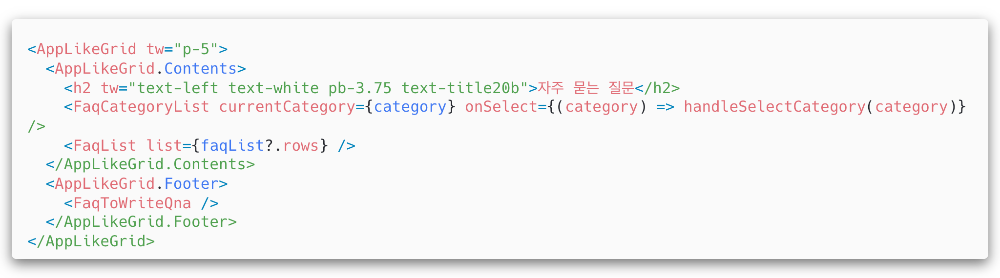 <AppLikeGrid tw="p-5">
  <AppLikeGrid.Contents>
    <h2 tw="text-left text-white pb-3.75 text-title20b">자주 묻는 질문</h2>
    <FaqCategoryList currentCategory={category} onSelect={(category) => handleSelectCategory(category)}
/>
    <FaqList list={faqList?.rows} />
  </AppLikeGrid.Contents>
  <AppLikeGrid.Footer>
    <FaqToWriteQna />
  </AppLikeGrid.Footer>
</AppLikeGrid>